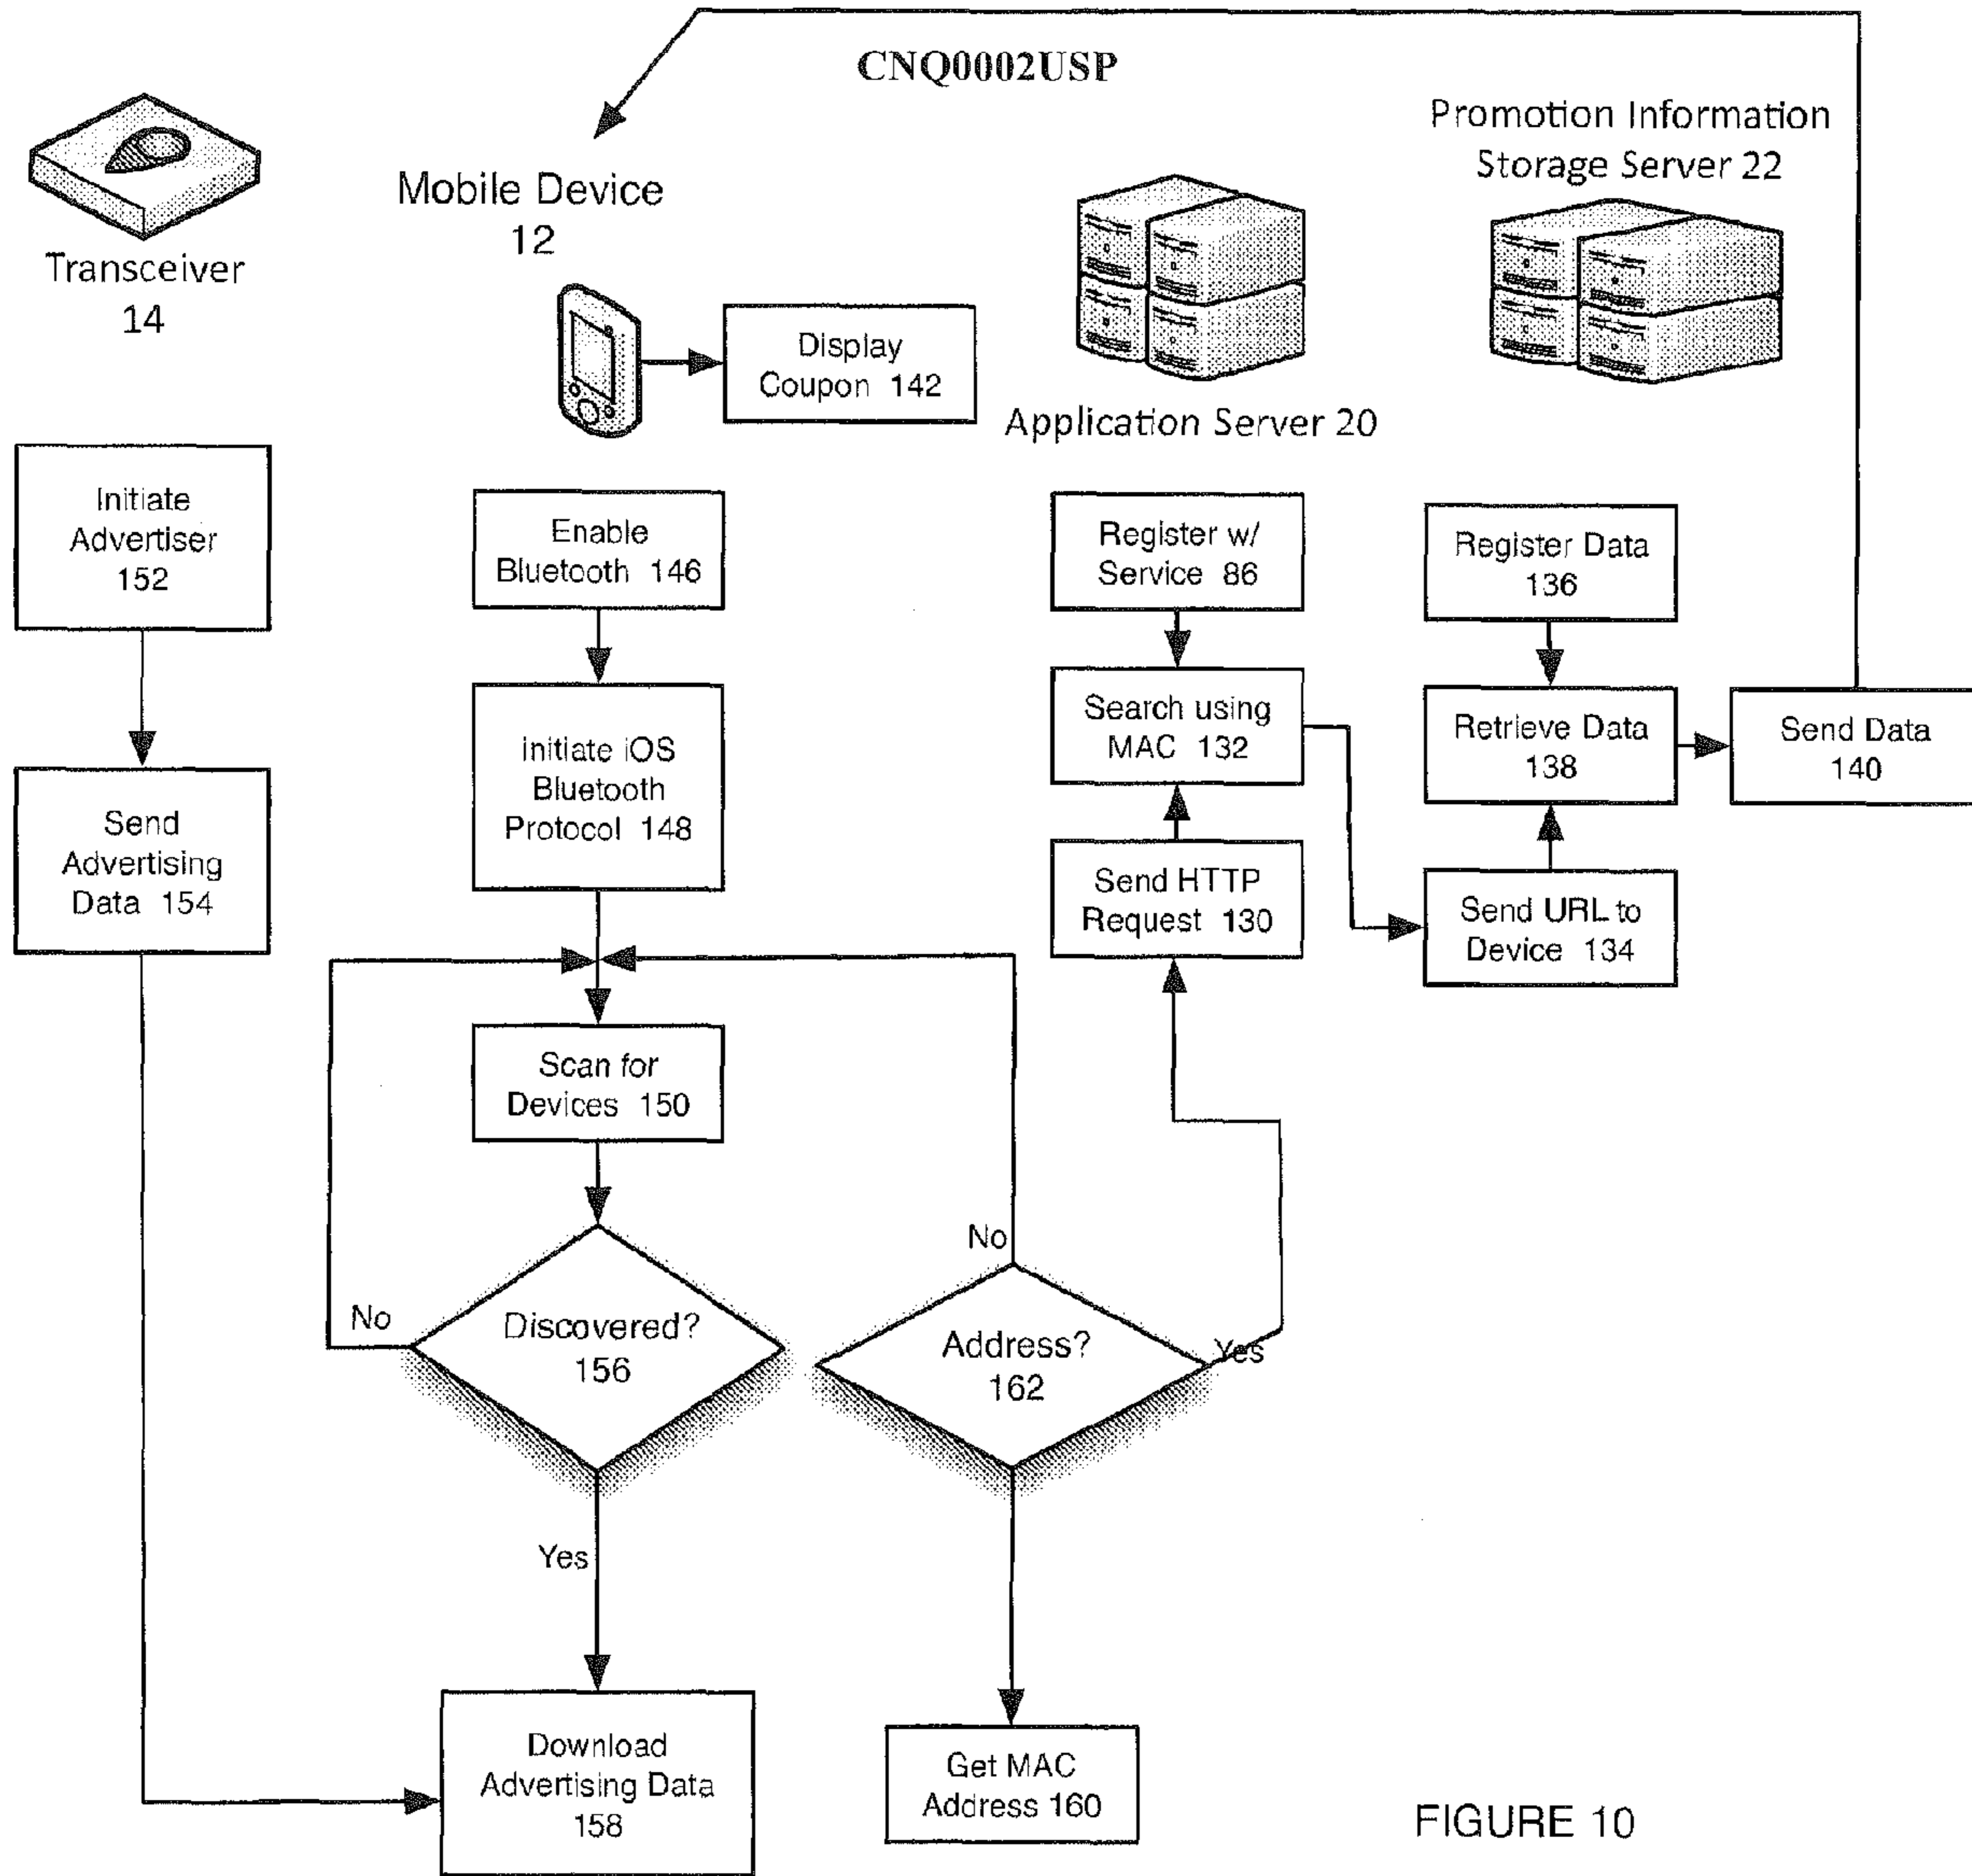 CNQ0002USP
Promotion Information
Storage Server 22
Mobile Device
12
Transceiver
14
Display
Coupon 142
Application Server 20
Initiate
Advertiser
152
Enable
Bluetooth 146
Register w/
Service 86
Register Data
136
Initiate iOS
Bluetooth
Protocol 148
Search using
MAC 132
Retrieve Data
138
Send Data
140
Send
Advertising
Data 154
Send HTTP
Request 130
Send URL to
Device 134
Scan for
Devices 150
No
No
Discovered?
156
Address?
162
Yes
Yes
Download
Advertising Data
158
Get MAC
Address 160
FIGURE 10